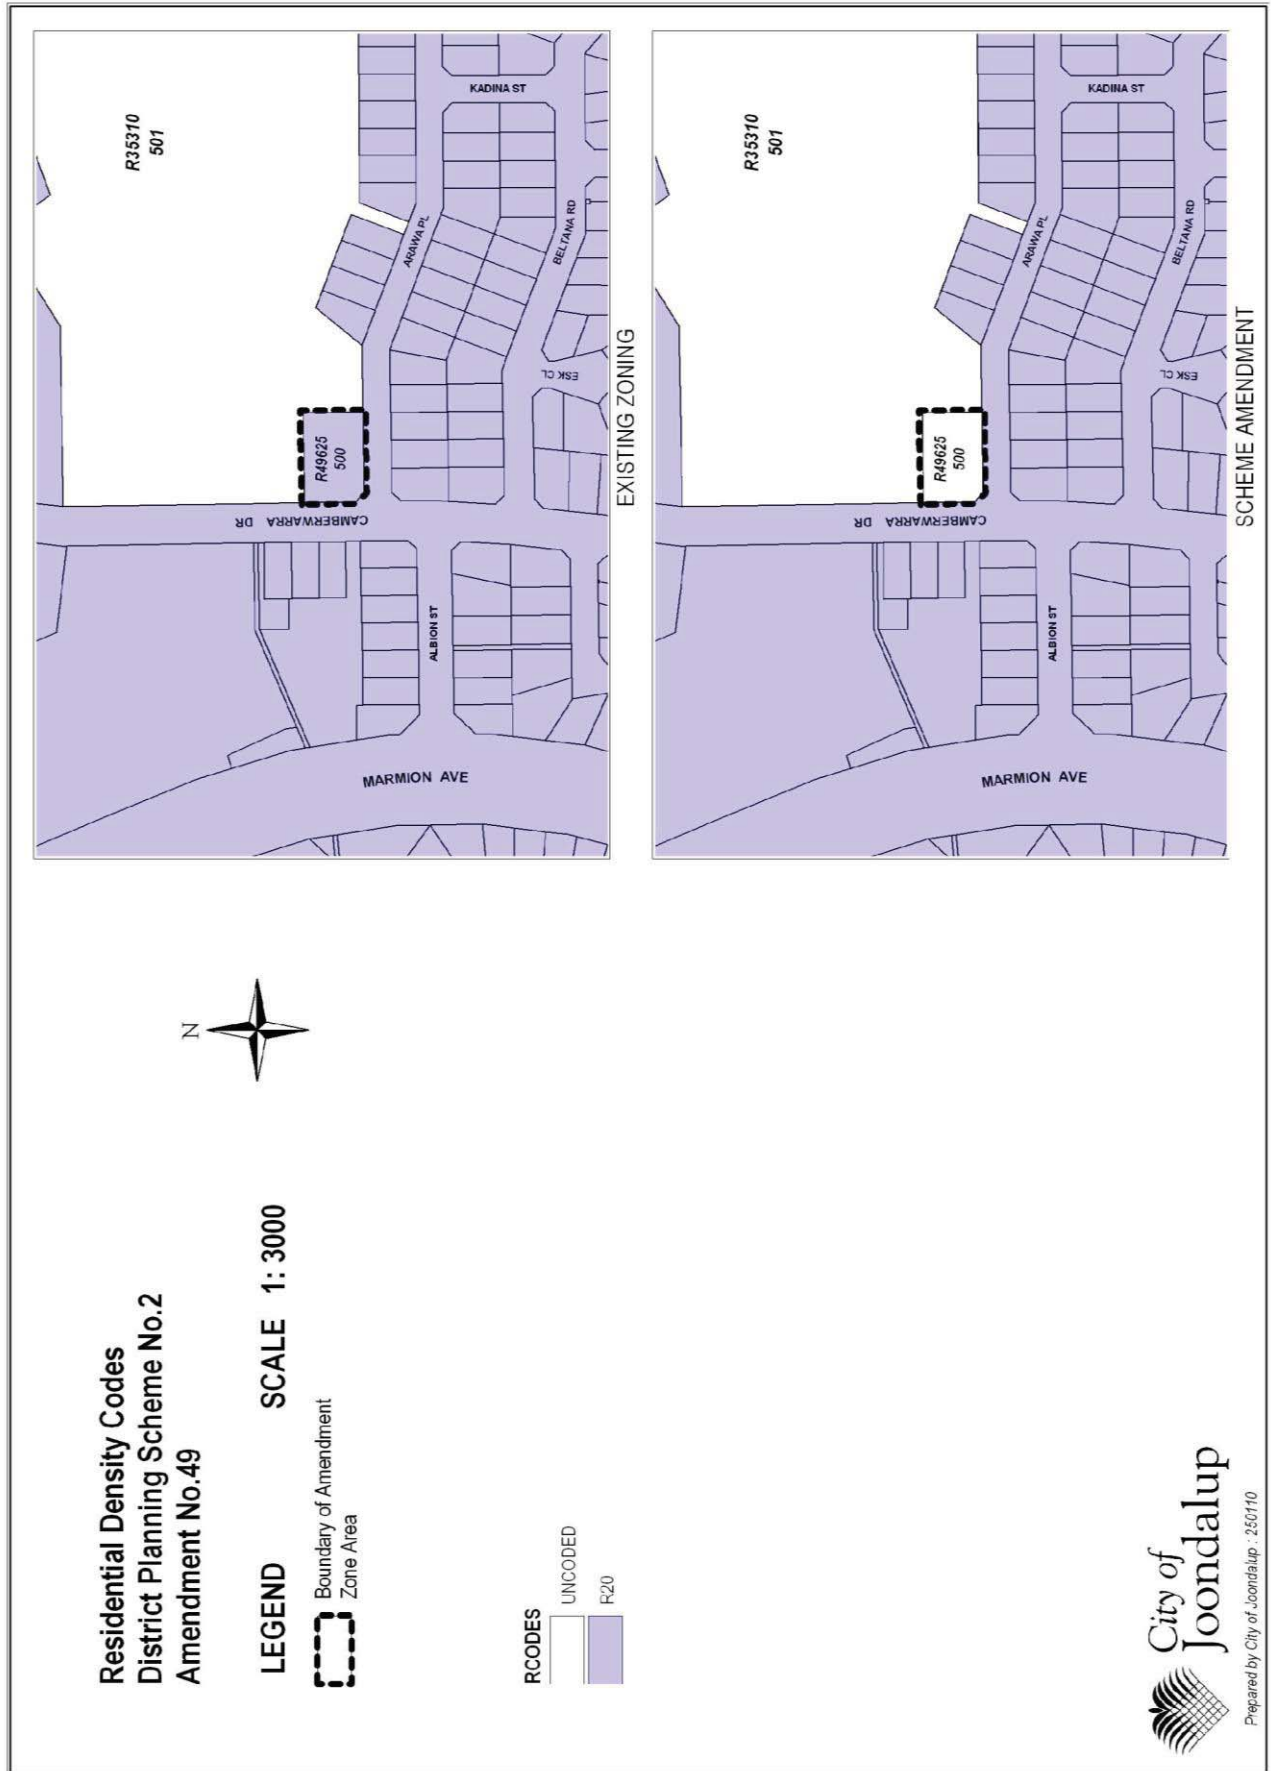 Residential Density Codes
District Planning Scheme No.2
Amendment No.49
LEGEND
SCALE 1: 3000
Boundary of Amendment
Zone Area
RCODES
UNCODED
R20
City of
Joondalup
Prepared by City of Joondalup : 250110
N
R35310
501
KADINA ST
ARAWA PL
BELTANA RD
ESK CL
R49625
500
CAMBERWARRA DR
ALBION ST
MARMION AVE
EXISTING ZONING
R35310
501
KADINA ST
ARAWA PL
BELTANA RD
ESK CL
R49625
500
CAMBERWARRA DR
ALBION ST
MARMION AVE
SCHEME AMENDMENT